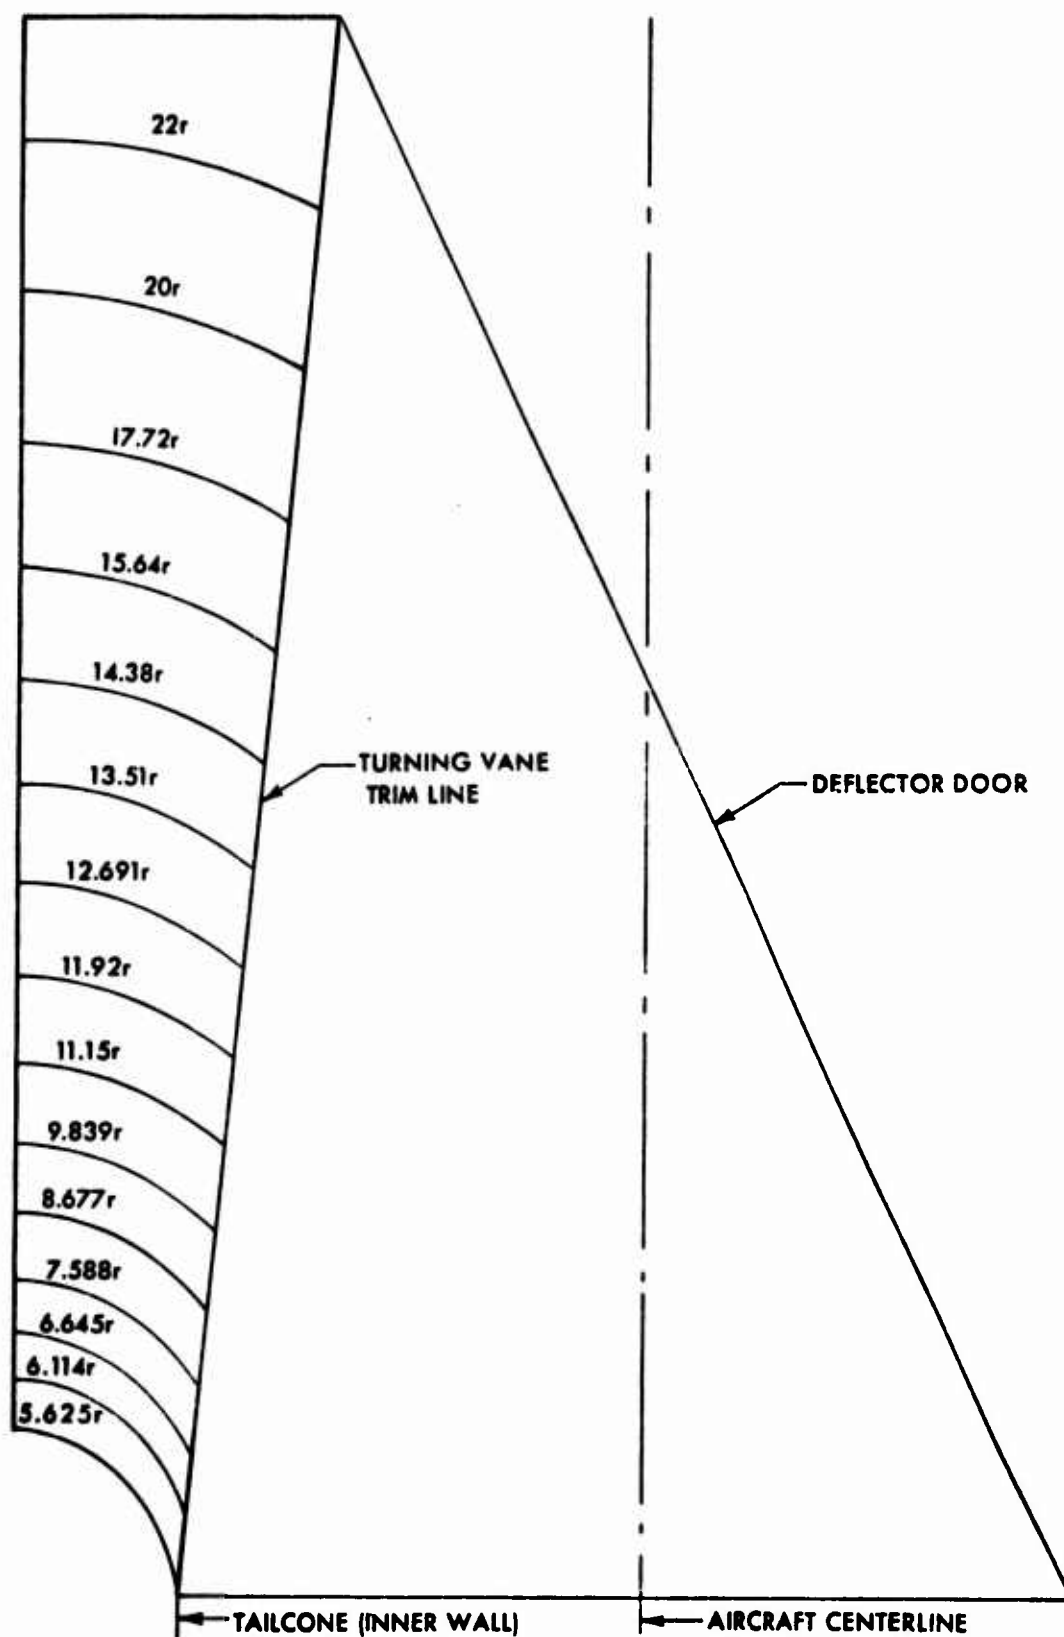 22r
20r
17.72r
15.64r
14.38r
TURNING VANE
TRIM LINE
13.51r
DEFLECTOR DOOR
12.691r
11.92r
11.15r
9.839r
8.677r
7.588r
6.645r
6.114r
5.625r
TAILCONE (INNER WALL)
AIRCRAFT CENTERLINE